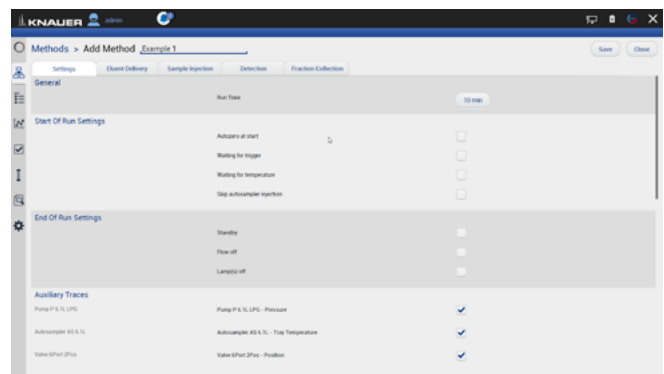 KNAUER admin
Methods > Add Method Example 1 Save Close
Settings Eluent Delivery Sample Injection Detection Fraction Collection
General
Run Time 10 min
Start Of Run Settings
Autozero at start
Waiting for trigger
Waiting for temperature
Skip autosampler injection
End Of Run Settings
Standby
Flow off
Lamp(s) off
Auxiliary Traces
Pump P 6.1L LPG Pump P 6.1L LPG - Pressure
Autosampler AS 6.1L Autosampler AS 6.1L - Tray Temperature
Valve 6Port 2Pos Valve 6Port 2Pos - Position